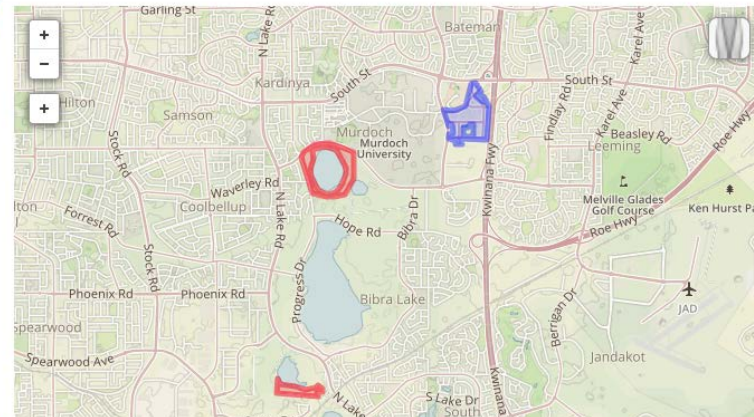 Garling St
N Lake Rd
Bateman
Karel Ave
+
−
+
Kardinya
South St
South St
Hilton
Samson
Stock Rd
Murdoch
Murdoch
University
Findlay Rd
Karel Ave
Beasley Rd
Leeming
Roe Hwy
Kwinana Fwy
Waverley Rd
N Lake Rd
Coolbellup
Melville Glades
Golf Course
Ken Hurst Pa
lton
Forrest Rd
Hope Rd
Bibra Dr
Roe Hwy
Stock Rd
Progress Dr
Phoenix Rd
Phoenix Rd
Bibra Lake
Berrigan Dr
JAD
Spearwood
Jandakot
Spearwood Ave
Kwinana
N Lake
S Lake Dr
South